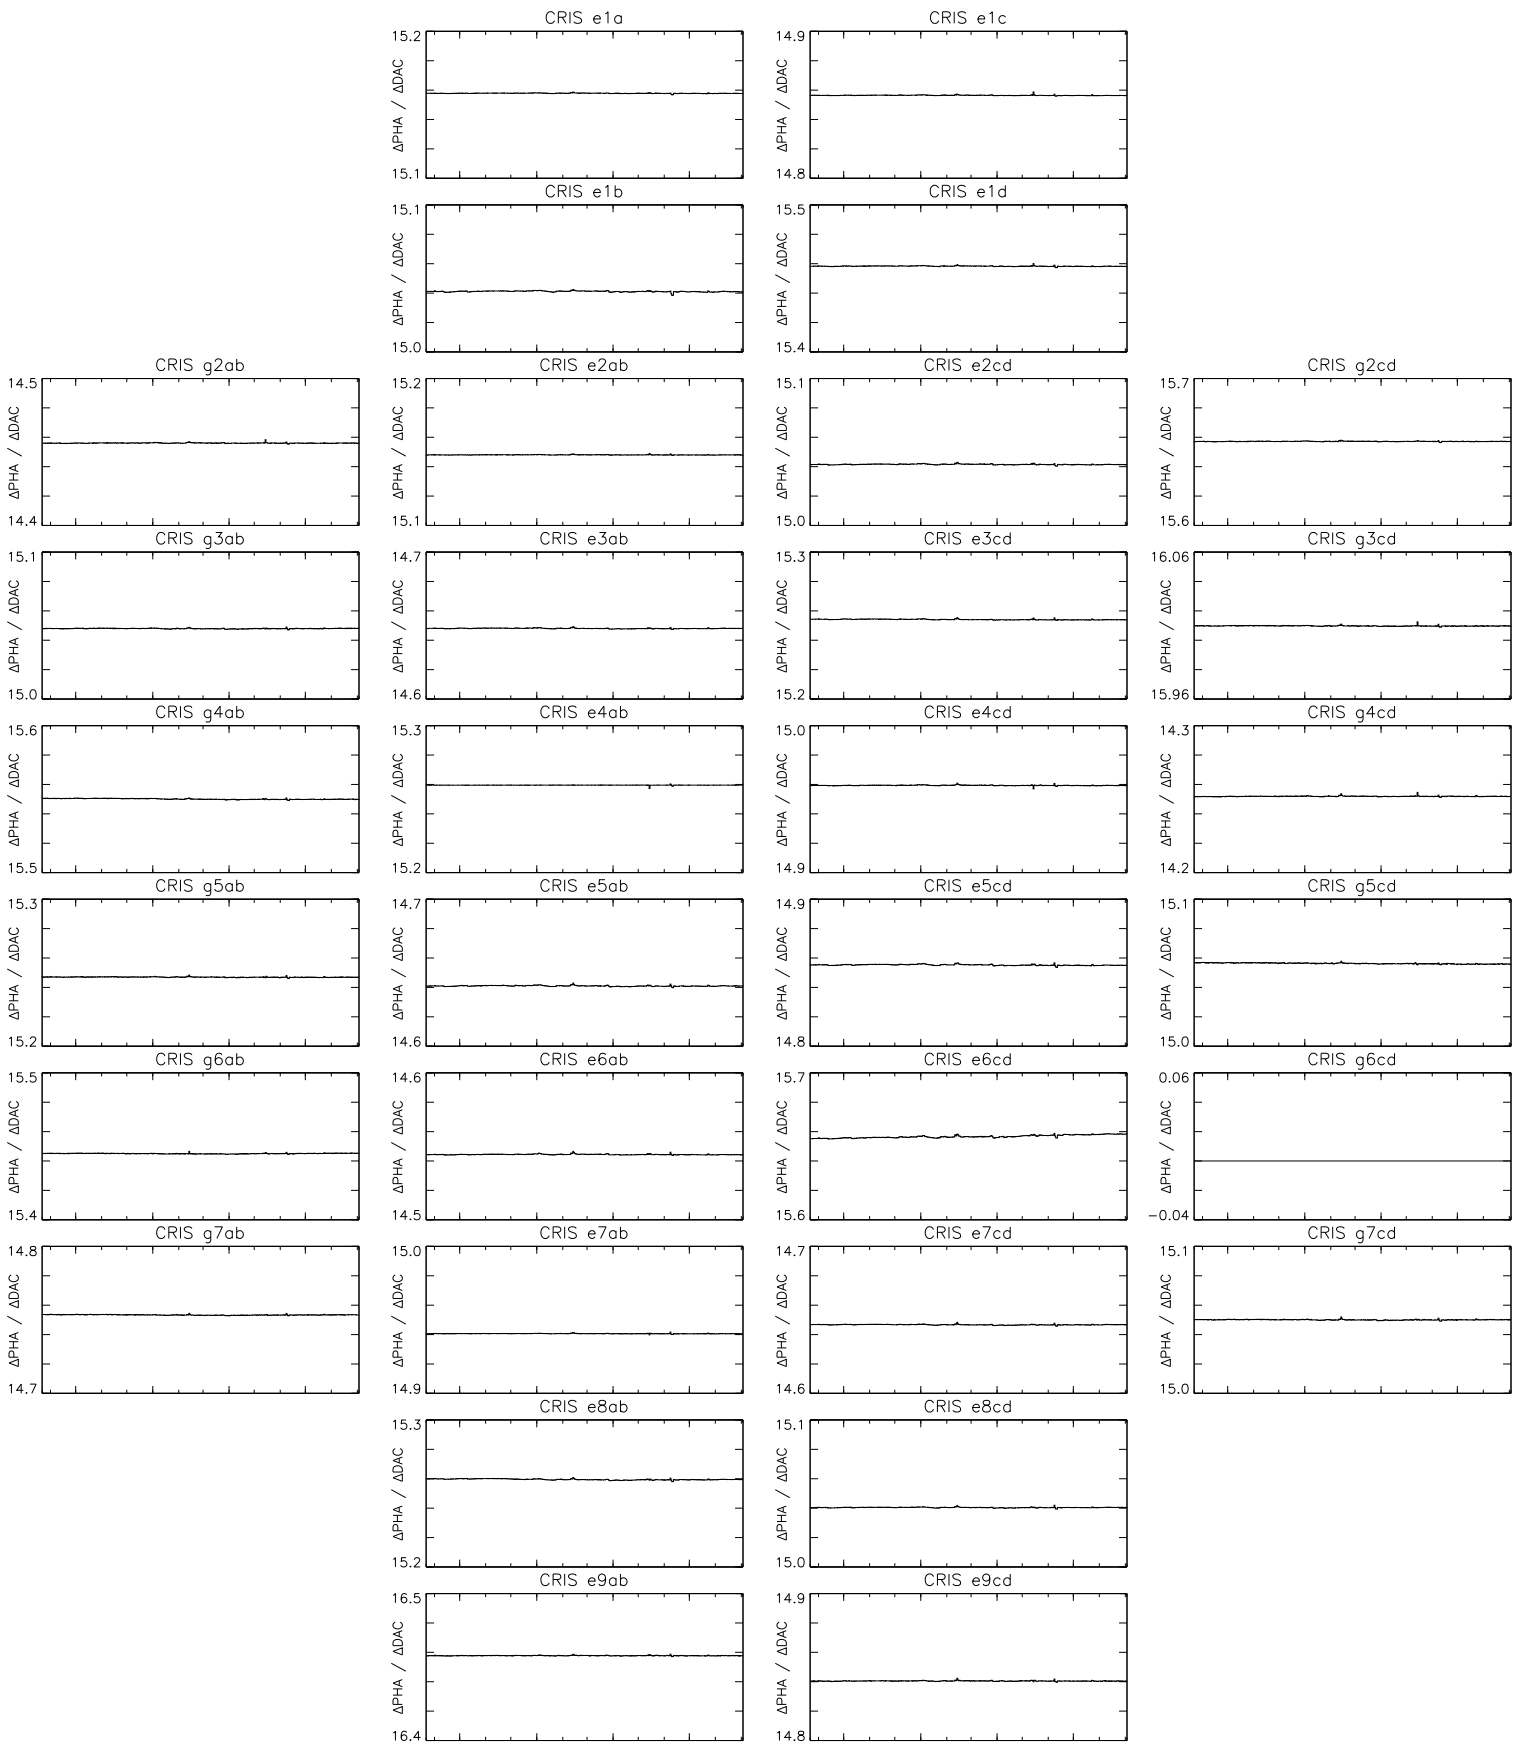 CRIS e1a
CRIS e1c
15.2
ΔPHA / ΔDAC
15.1
14.9
ΔPHA / ΔDAC
14.8
CRIS e1b
CRIS e1d
15.1
ΔPHA / ΔDAC
15.0
15.5
ΔPHA / ΔDAC
15.4
CRIS g2ab
CRIS e2ab
CRIS e2cd
CRIS g2cd
14.5
ΔPHA / ΔDAC
14.4
15.2
ΔPHA / ΔDAC
15.1
15.1
ΔPHA / ΔDAC
15.0
15.7
ΔPHA / ΔDAC
15.6
CRIS g3ab
CRIS e3ab
CRIS e3cd
CRIS g3cd
15.1
ΔPHA / ΔDAC
15.0
14.7
ΔPHA / ΔDAC
14.6
15.3
ΔPHA / ΔDAC
15.2
16.06
ΔPHA / ΔDAC
15.96
CRIS g4ab
CRIS e4ab
CRIS e4cd
CRIS g4cd
15.6
ΔPHA / ΔDAC
15.5
15.3
ΔPHA / ΔDAC
15.2
15.0
ΔPHA / ΔDAC
14.9
14.3
ΔPHA / ΔDAC
14.2
CRIS g5ab
CRIS e5ab
CRIS e5cd
CRIS g5cd
15.3
ΔPHA / ΔDAC
15.2
14.7
ΔPHA / ΔDAC
14.6
14.9
ΔPHA / ΔDAC
14.8
15.1
ΔPHA / ΔDAC
15.0
CRIS g6ab
CRIS e6ab
CRIS e6cd
CRIS g6cd
15.5
ΔPHA / ΔDAC
15.4
14.6
ΔPHA / ΔDAC
14.5
15.7
ΔPHA / ΔDAC
15.6
0.06
ΔPHA / ΔDAC
−0.04
CRIS g7ab
CRIS e7ab
CRIS e7cd
CRIS g7cd
14.8
ΔPHA / ΔDAC
14.7
15.0
ΔPHA / ΔDAC
14.9
14.7
ΔPHA / ΔDAC
14.6
15.1
ΔPHA / ΔDAC
15.0
CRIS e8ab
CRIS e8cd
15.3
ΔPHA / ΔDAC
15.2
15.1
ΔPHA / ΔDAC
15.0
CRIS e9ab
CRIS e9cd
16.5
ΔPHA / ΔDAC
16.4
14.9
ΔPHA / ΔDAC
14.8